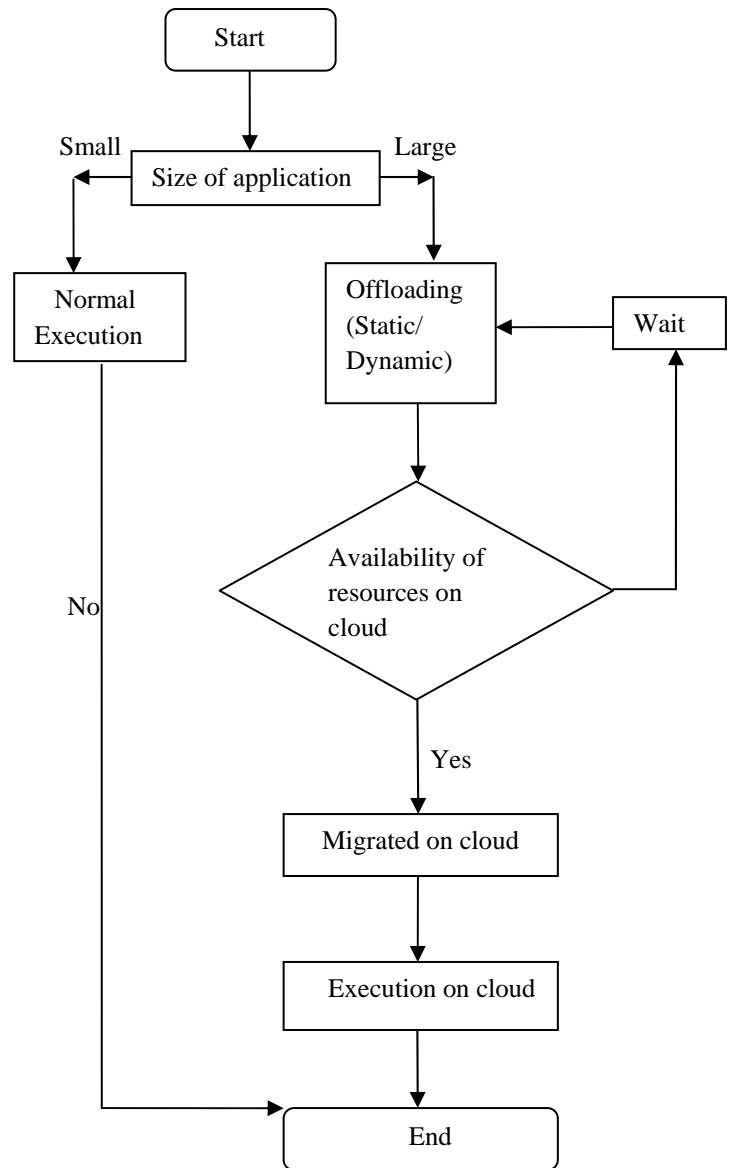 Start
Small
Large
Size of application
Normal
Execution
Offloading
(Static/
Dynamic)
Wait
Availability of
resources on
cloud
No
Yes
Migrated on cloud
Execution on cloud
End